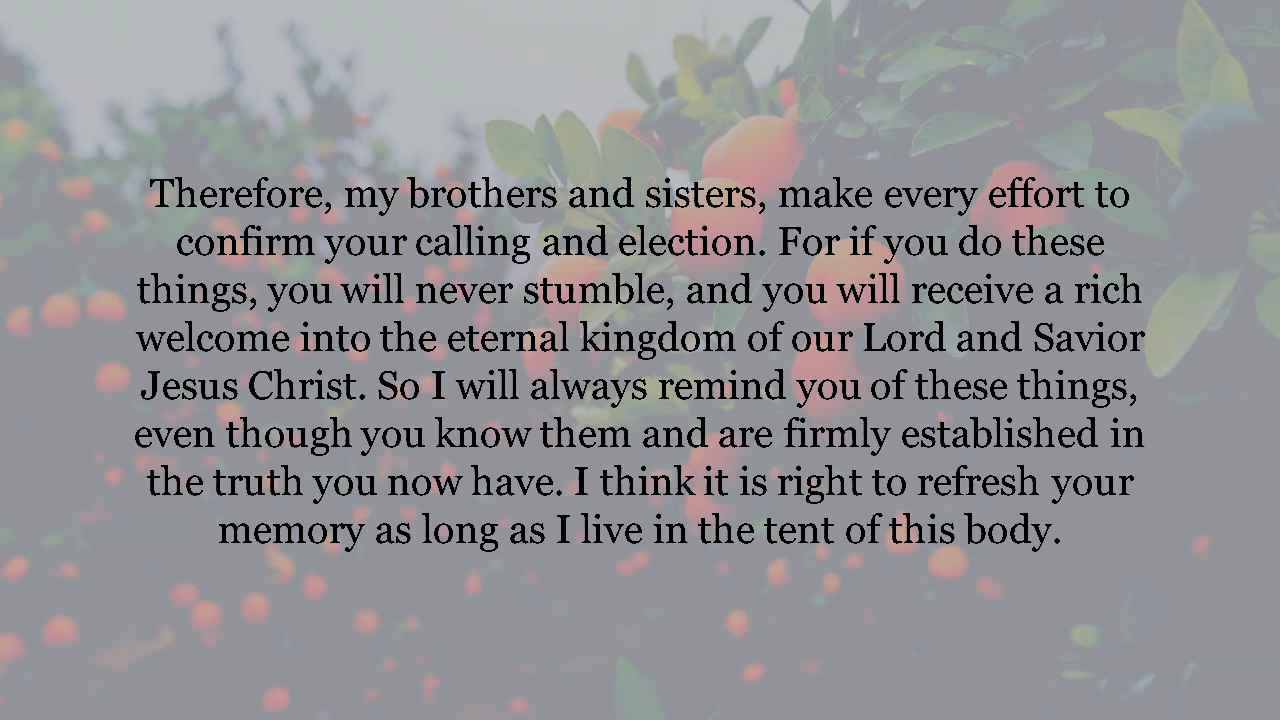 Therefore, my brothers and sisters, make every effort to
confirm your calling and election. For if you do these
things, you will never stumble, and you will receive a rich
welcome into the eternal kingdom of our Lord and Savior
Jesus Christ. So I will always remind you of these things,
even though you know them and are firmly established in
the truth you now have. I think it is right to refresh your
memory as long as I live in the tent of this body.